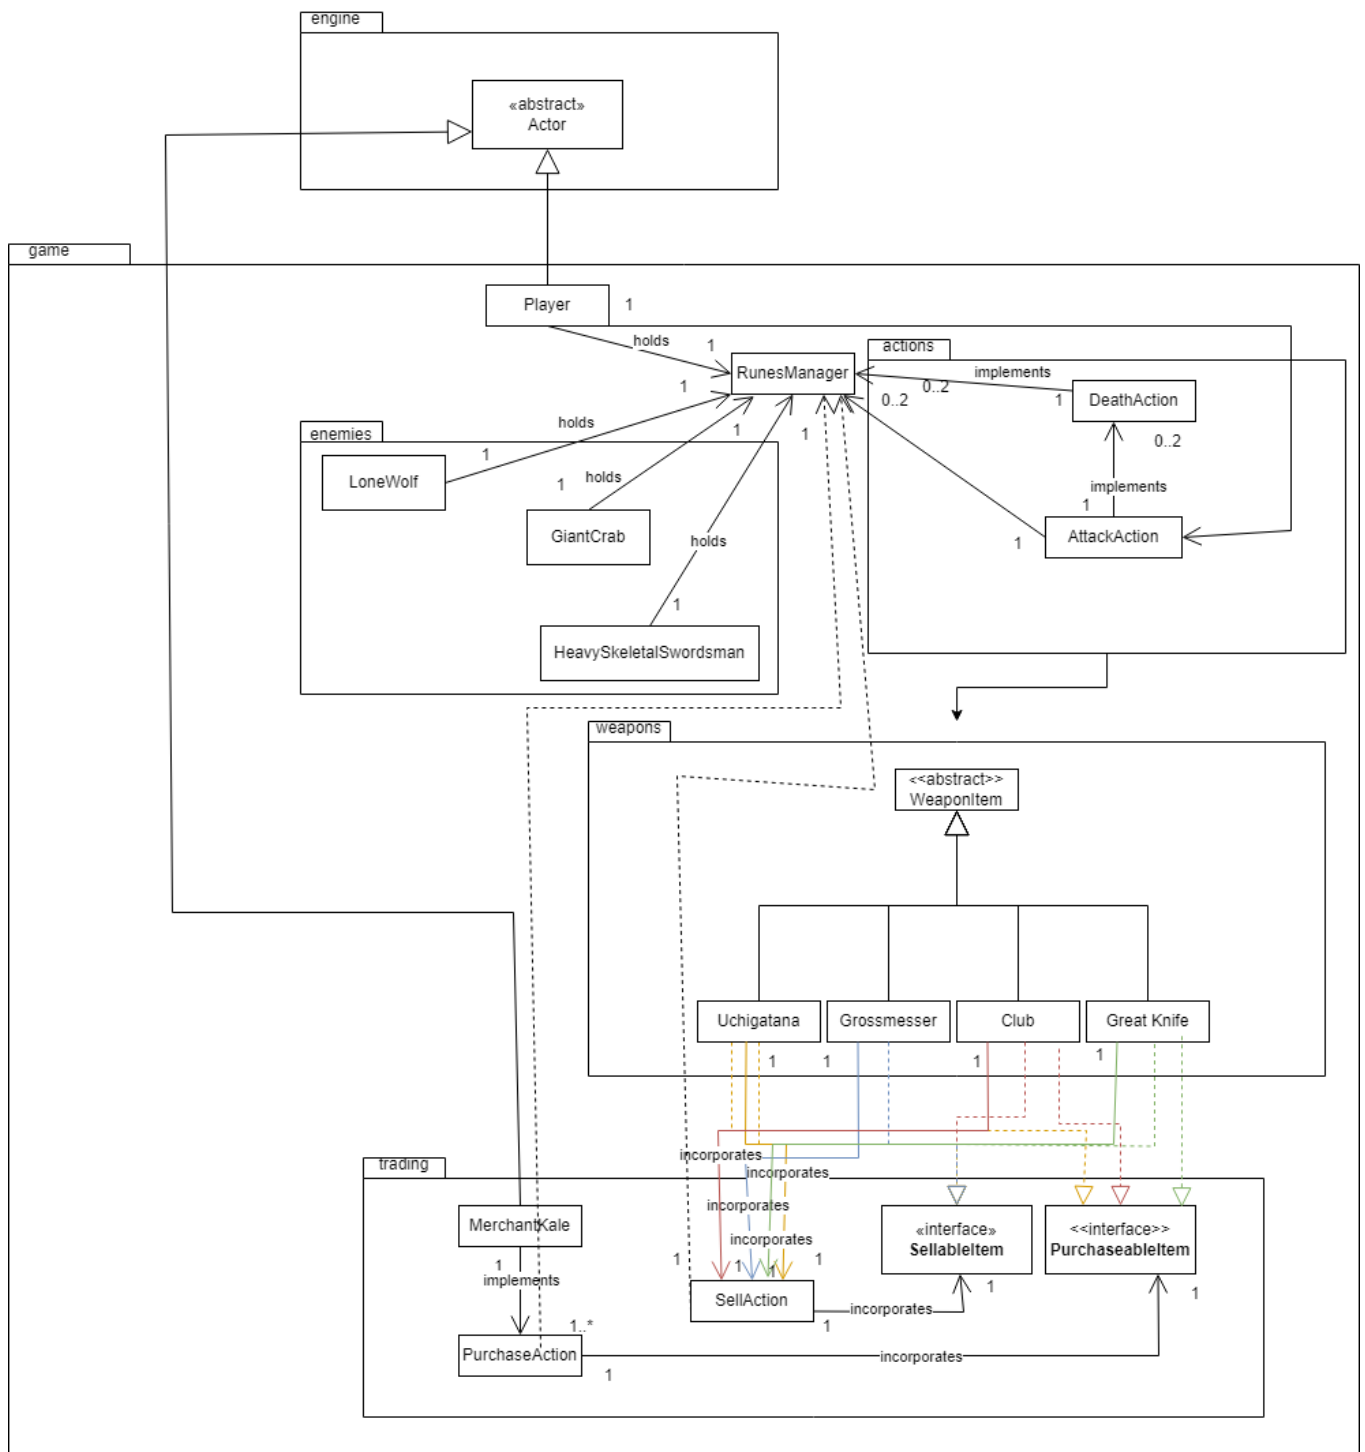 engine
«abstract»
Actor
game
Player
1
holds
1
actions
RunesManager
implements
1
0..2
0..2
1
DeathAction
holds
enemies
1
1
0..2
1
LoneWolf
holds
1
implements
1
GiantCrab
holds
1
AttackAction
1
HeavySkeletalSwordsman
weapons
<<abstract>>
WeaponItem
Uchigatana
Grossmesser
Club
Great Knife
1
1
1
1
incorporates
trading
incorporates
incorporates
MerchantKale
«interface»
SellableItem
<<interface>>
PurchaseableItem
incorporates
1
1
1
1
1
implements
1
1
SellAction
incorporates
1..*
1
PurchaseAction
incorporates
1